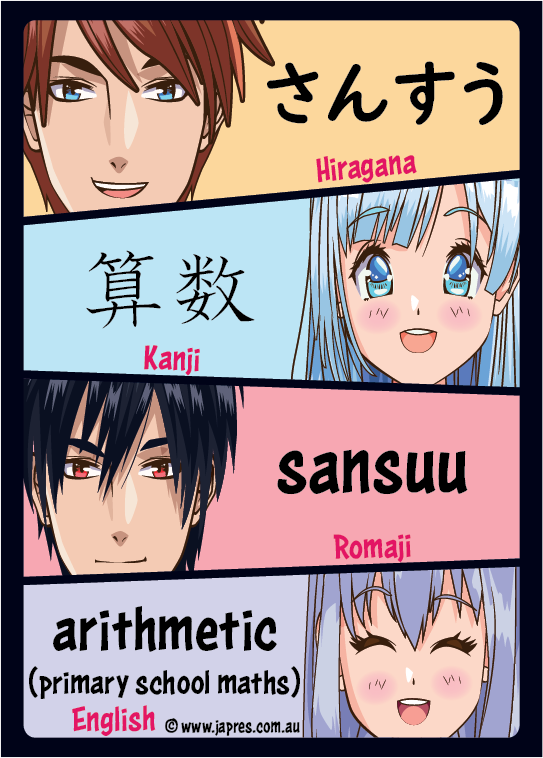 さんすう
Hiragana
算数
Kanji
sansuu
Romaji
arithmetic
(primary school maths)
English © www.japres.com.au